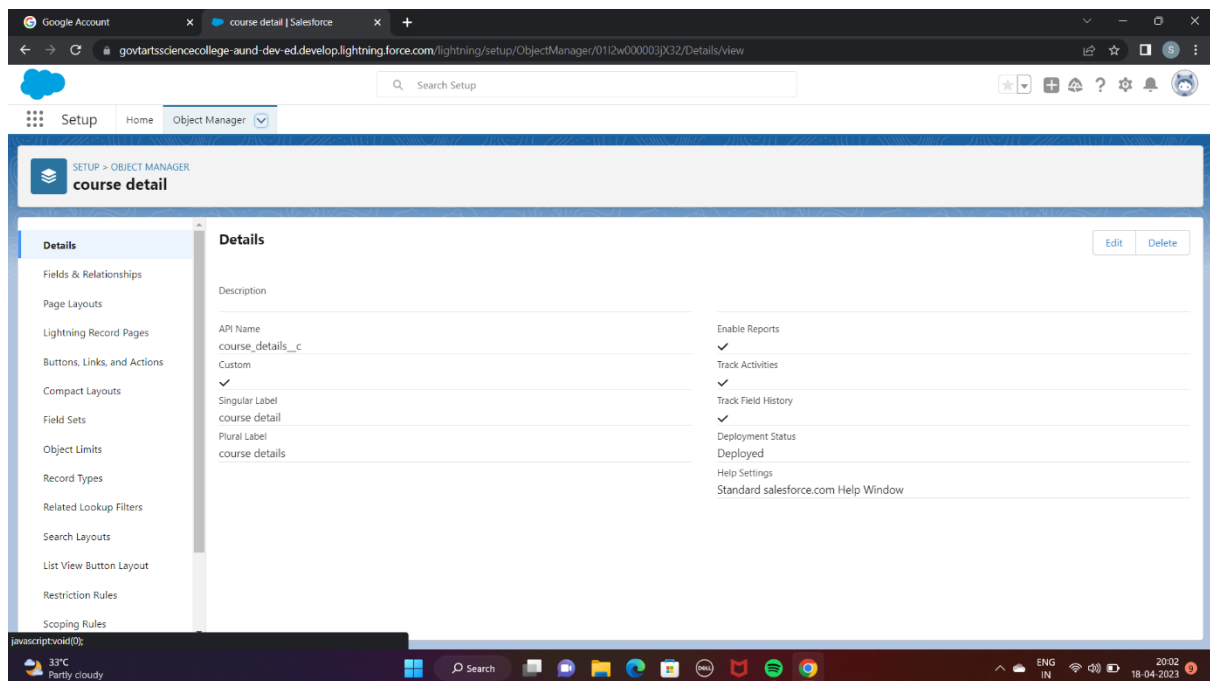 Google Account
course detail | Salesforce
govtartssciencecollege-aund-dev-ed.develop.lightning.force.com/lightning/setup/ObjectManager/01I2w000003jX32/Details/view
S
Search Setup
Setup
Home
Object Manager
SETUP > OBJECT MANAGER
course detail
Details
Fields & Relationships
Page Layouts
Lightning Record Pages
Buttons, Links, and Actions
Compact Layouts
Field Sets
Object Limits
Record Types
Related Lookup Filters
Search Layouts
List View Button Layout
Restriction Rules
Scoping Rules
Details
Edit
Delete
Description
API Name
course_details__c
Custom
Singular Label
course detail
Plural Label
course details
Enable Reports
Track Activities
Track Field History
Deployment Status
Deployed
Help Settings
Standard salesforce.com Help Window
javascript:void(0);
33°C
Partly cloudy
Search
DELL
ENG
IN
20:02
18-04-2023
9